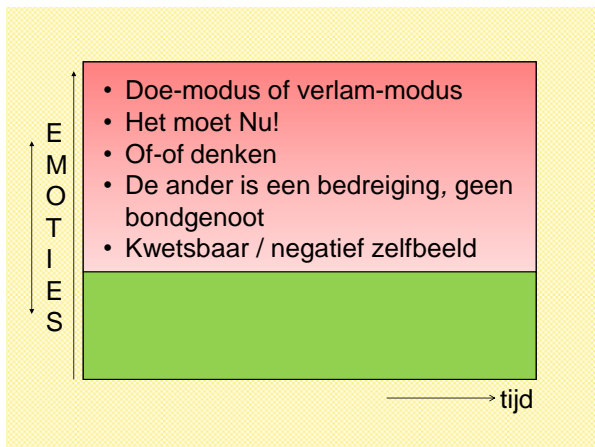 • Doe-modus of verlam-modus
• Het moet Nu!
• Of-of denken
• De ander is een bedreiging, geen
bondgenoot
• Kwetsbaar / negatief zelfbeeld
EMOTIES
tijd